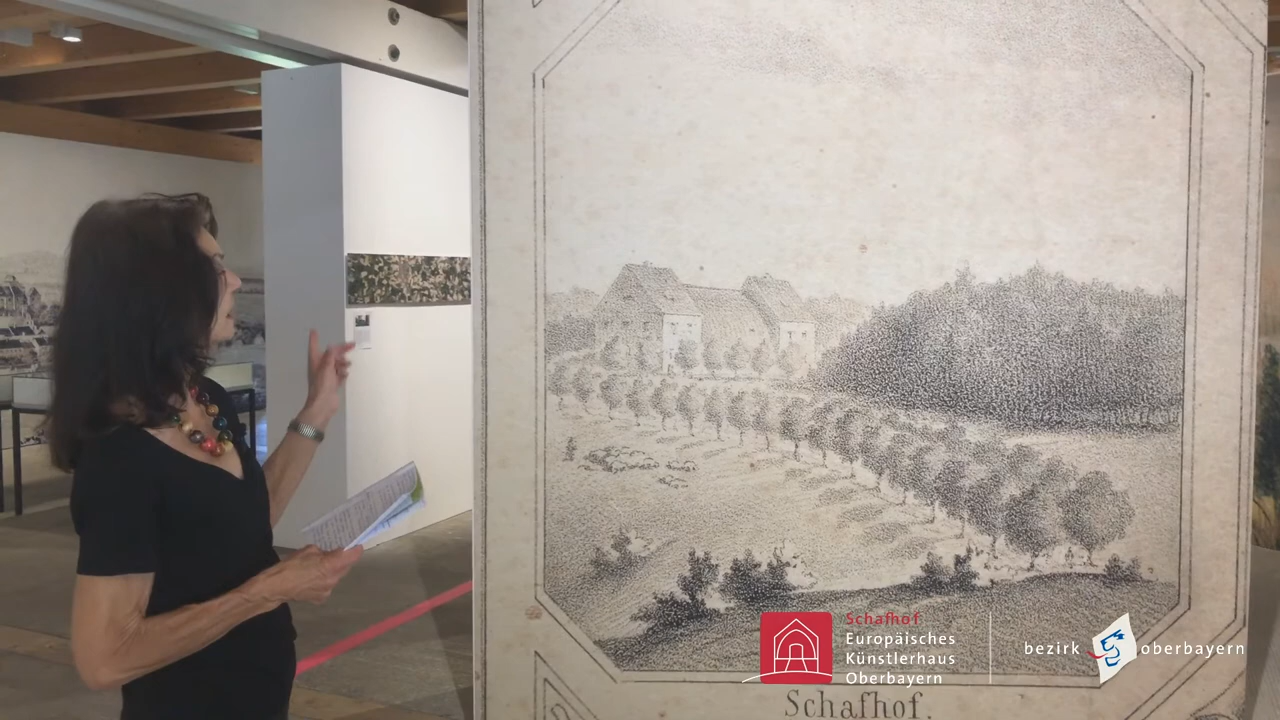 Schafhof
Europäisches
Künstlerhaus
Oberbayern
bezirk oberbayern
Schafhof.